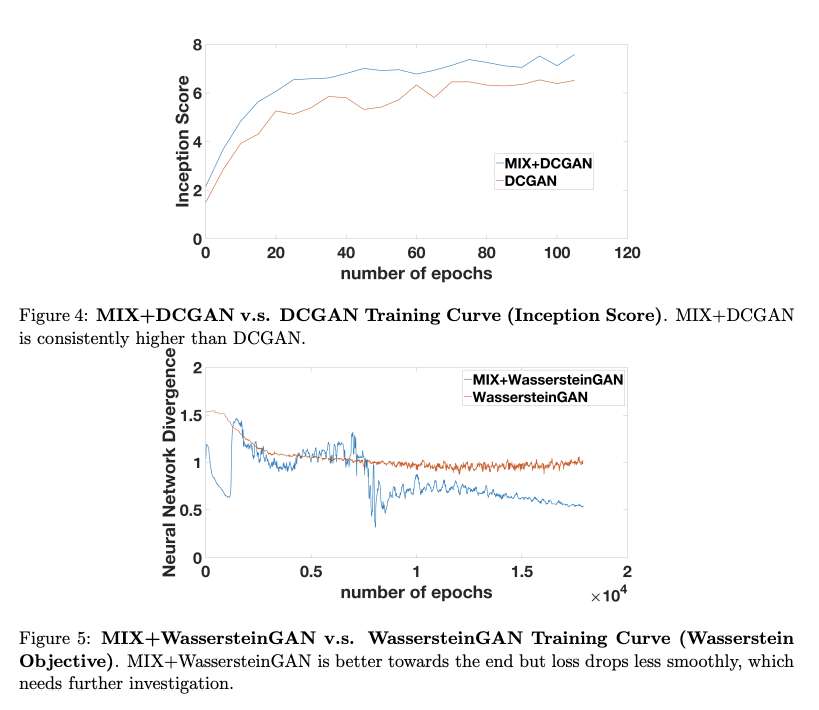 8
6
4
2
0
Inception Score
MIX+DCGAN
DCGAN
0 20 40 60 80 100 120
number of epochs
Figure 4: MIX+DCGAN v.s. DCGAN Training Curve (Inception Score). MIX+DCGAN
is consistently higher than DCGAN.
2
1.5
1
0.5
0
Neural Network Divergence
MIX+WassersteinGAN
WassersteinGAN
0 0.5 1 1.5 2
number of epochs
×10⁴
Figure 5: MIX+WassersteinGAN v.s. WassersteinGAN Training Curve (Wasserstein
Objective). MIX+WassersteinGAN is better towards the end but loss drops less smoothly, which
needs further investigation.